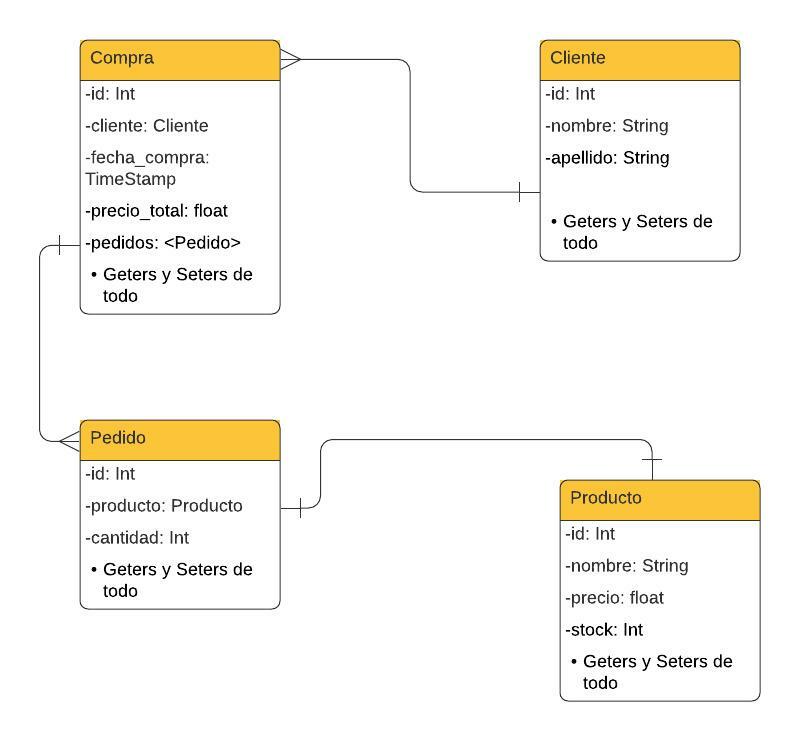 Compra
-id: Int
-cliente: Cliente
-fecha_compra:
TimeStamp
-precio_total: float
-pedidos: <Pedido>
• Geters y Seters de
todo
Cliente
-id: Int
-nombre: String
-apellido: String
• Geters y Seters de
todo
Pedido
-id: Int
-producto: Producto
-cantidad: Int
• Geters y Seters de
todo
Producto
-id: Int
-nombre: String
-precio: float
-stock: Int
• Geters y Seters de
todo